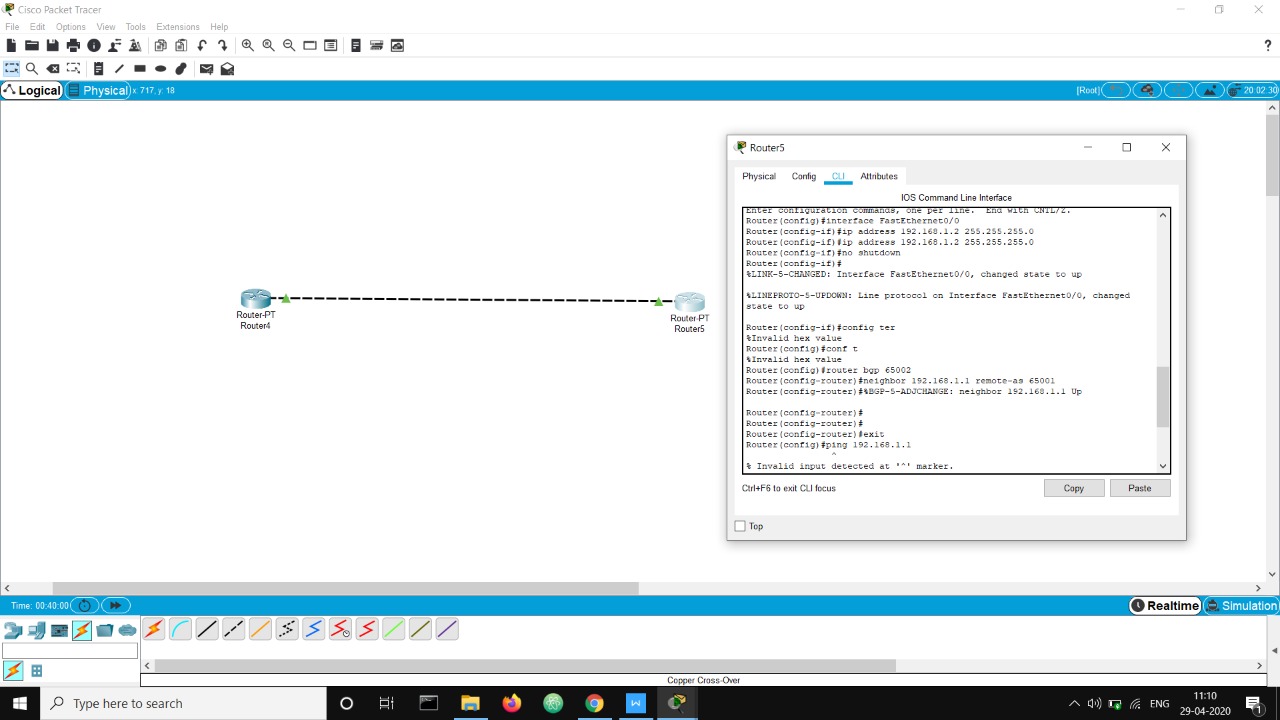 Cisco Packet Tracer
File Edit Options View Tools Extensions Help
?
Logical Physical x: 717, y: 18 [Root] 20:02:30
Router5
Physical Config CLI Attributes
IOS Command Line Interface
Enter configuration commands, one per line.  End with CNTL/Z.
Router(config)#interface FastEthernet0/0
Router(config-if)#ip address 192.168.1.2 255.255.255.0
Router(config-if)#ip address 192.168.1.2 255.255.255.0
Router(config-if)#no shutdown
Router(config-if)#
%LINK-5-CHANGED: Interface FastEthernet0/0, changed state to up
%LINEPROTO-5-UPDOWN: Line protocol on Interface FastEthernet0/0, changed
state to up
Router(config-if)#config ter
%Invalid hex value
Router(config)#conf t
%Invalid hex value
Router(config)#router bgp 65002
Router(config-router)#neighbor 192.168.1.1 remote-as 65001
Router(config-router)#%BGP-5-ADJCHANGE: neighbor 192.168.1.1 Up
Router(config-router)#
Router(config-router)#
Router(config-router)#exit
Router(config)#ping 192.168.1.1
^
% Invalid input detected at '^' marker.
Ctrl+F6 to exit CLI focus
Copy Paste
Top
Router-PT
Router4
Router-PT
Router5
Time: 00:40:00 Realtime Simulation
Copper Cross-Over
Type here to search
W
ENG
11:10
29-04-2020
1